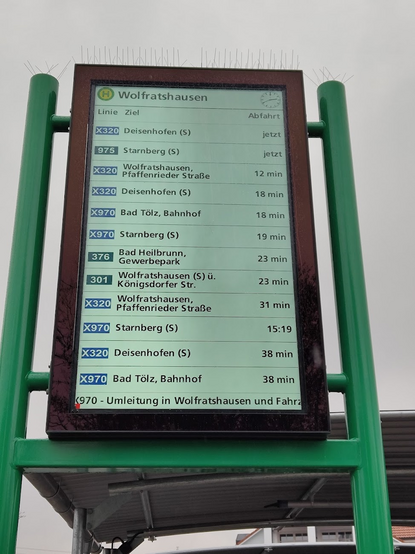 H Wolfratshausen
Linie Ziel Abfahrt
X320 Deisenhofen (S) jetzt
975 Starnberg (S) jetzt
X320 Wolfratshausen,
Pfaffenrieder Straße 12 min
X320 Deisenhofen (S) 18 min
X970 Bad Tölz, Bahnhof 18 min
X970 Starnberg (S) 19 min
376 Bad Heilbrunn,
Gewerbepark 23 min
301 Wolfratshausen (S) ü.
Königsdorfer Str. 23 min
X320 Wolfratshausen,
Pfaffenrieder Straße 31 min
X970 Starnberg (S) 15:19
X320 Deisenhofen (S) 38 min
X970 Bad Tölz, Bahnhof 38 min
X970 - Umleitung in Wolfratshausen und Fahrz